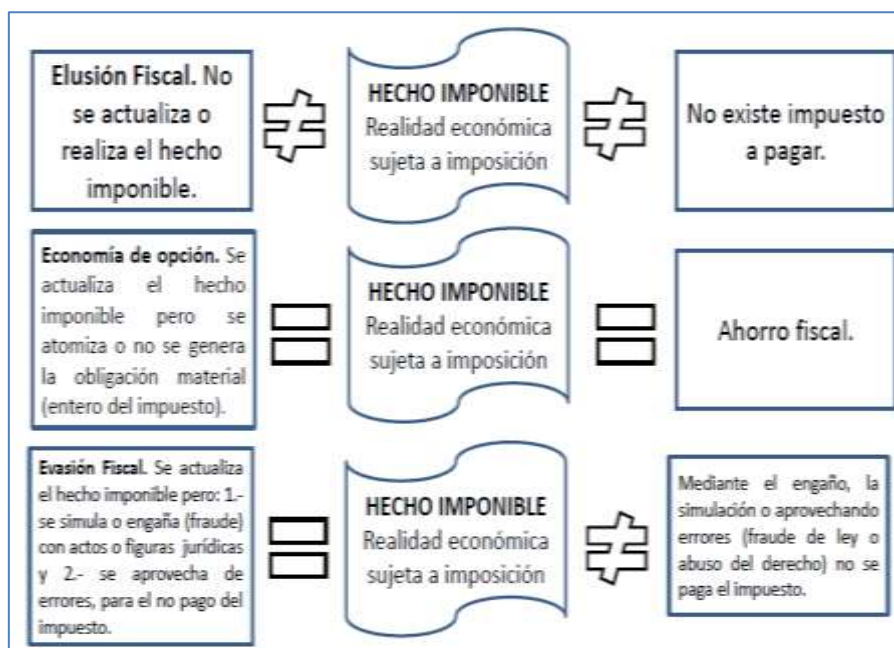 Elusión Fiscal. No
se actualiza o
realiza el hecho
imponible.
≠
HECHO IMPONIBLE
Realidad económica
sujeta a imposición
≠
No existe impuesto
a pagar.
Economía de opción. Se
actualiza el hecho
imponible pero se
atomiza o no se genera
la obligación material
(entero del impuesto).
=
HECHO IMPONIBLE
Realidad económica
sujeta a imposición
=
Ahorro fiscal.
Evasión Fiscal. Se actualiza
el hecho imponible pero: 1.-
se simula o engaña (fraude)
con actos o figuras jurídicas
y 2.- se aprovecha de
errores, para el no pago del
impuesto.
=
HECHO IMPONIBLE
Realidad económica
sujeta a imposición
≠
Mediante el engaño, la
simulación o aprovechando
errores (fraude de ley o
abuso del derecho) no se
paga el impuesto.